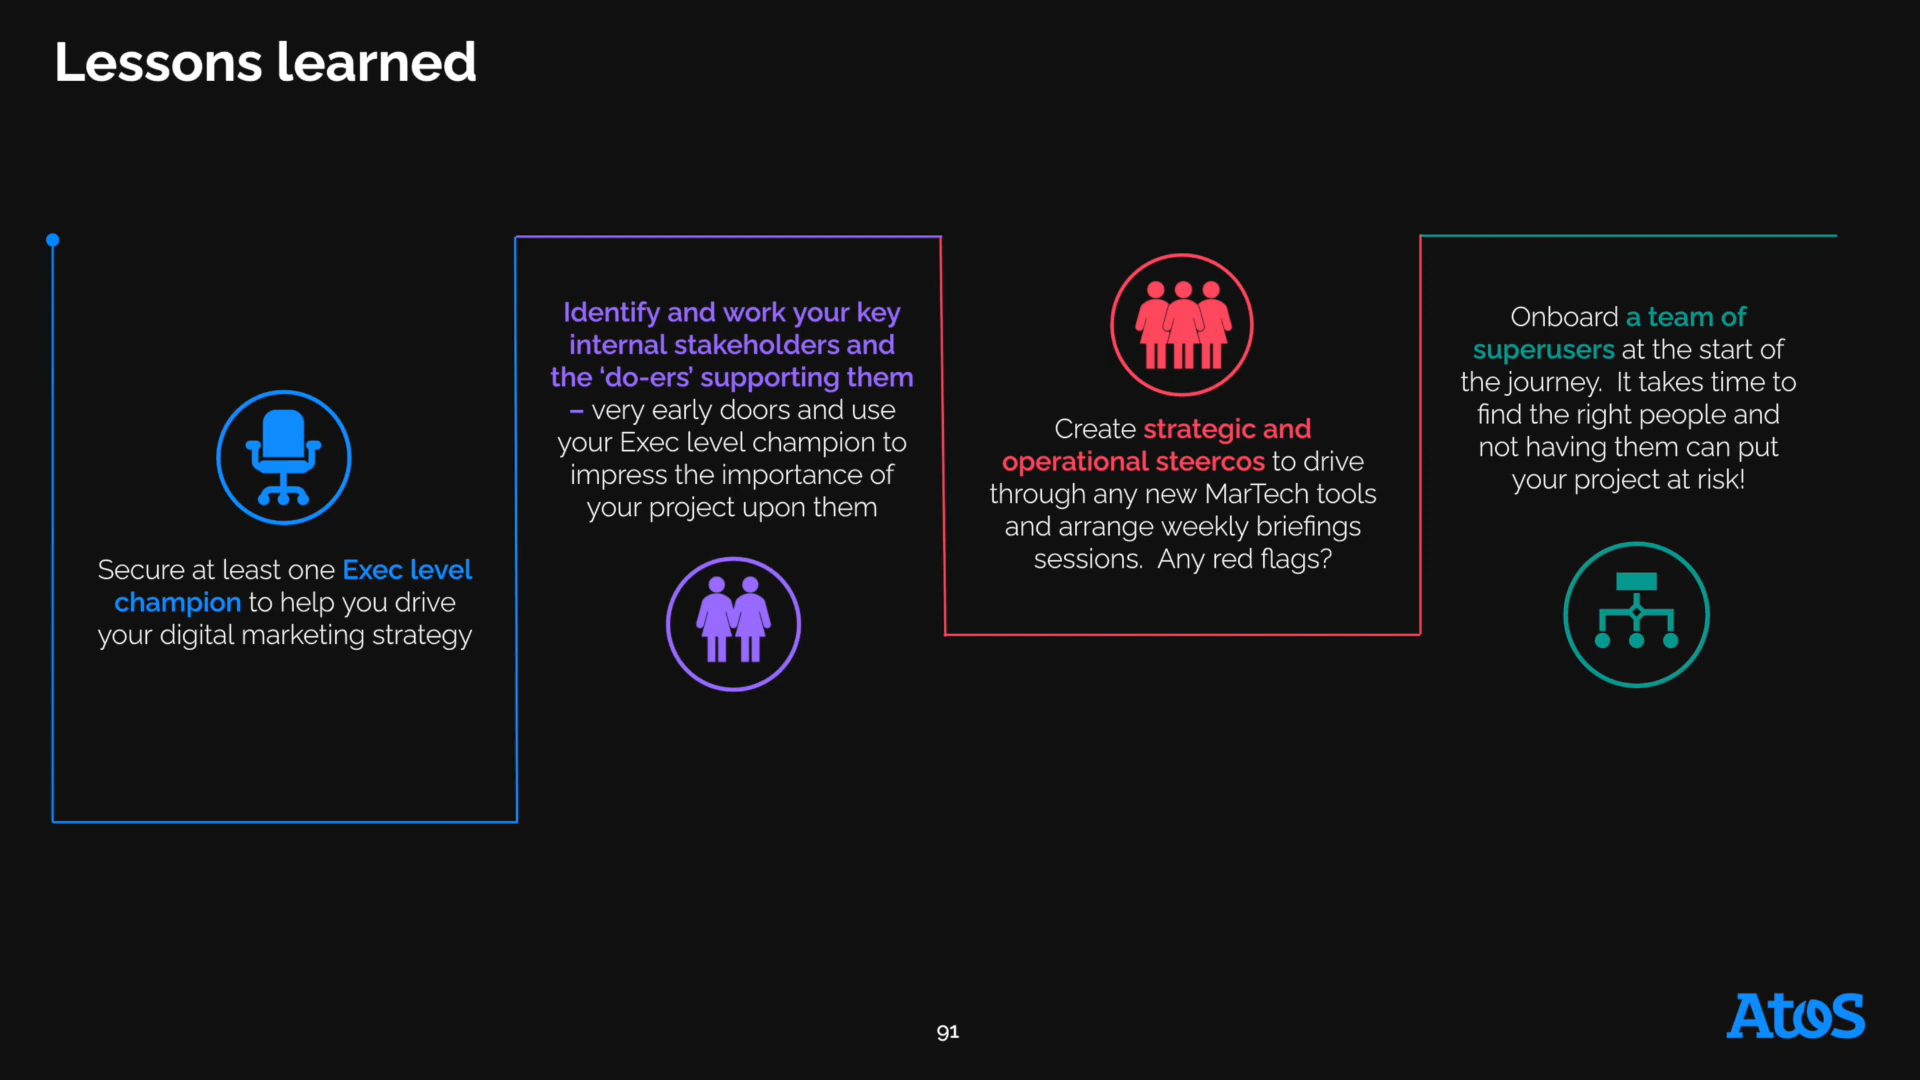 Lessons learned
Secure at least one Exec level
champion to help you drive
your digital marketing strategy
Identify and work your key
internal stakeholders and
the ‘do-ers’ supporting them
– very early doors and use
your Exec level champion to
impress the importance of
your project upon them
Create strategic and
operational steercos to drive
through any new MarTech tools
and arrange weekly briefings
sessions.  Any red flags?
Onboard a team of
superusers at the start of
the journey.  It takes time to
find the right people and
not having them can put
your project at risk!
91
Atos